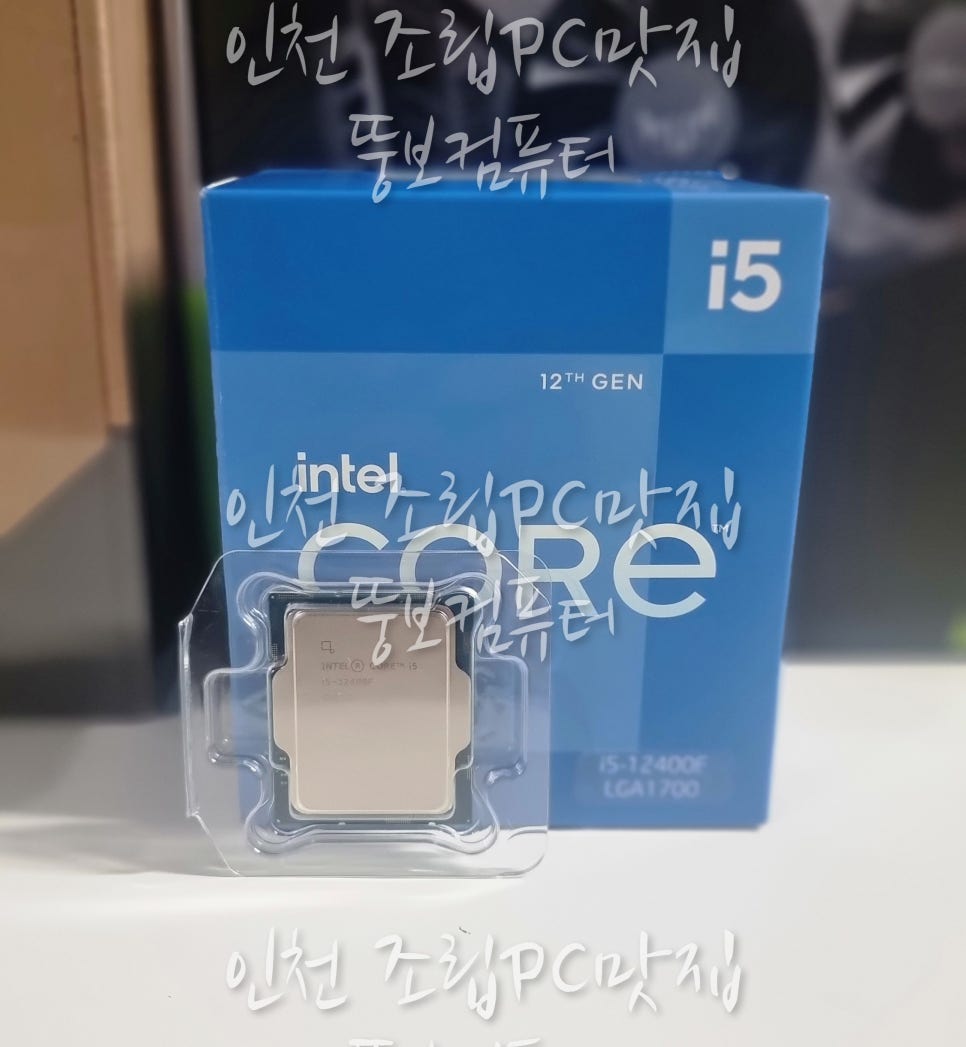 인천 조립PC맛집
뚱보컴퓨터
i5
12TH GEN
intel
인천 조립PC맛집
CORE™
뚱보컴퓨터
INTEL® CORE™ i5
i5-12400F
i5-12400F
LGA1700
인천 조립PC맛집